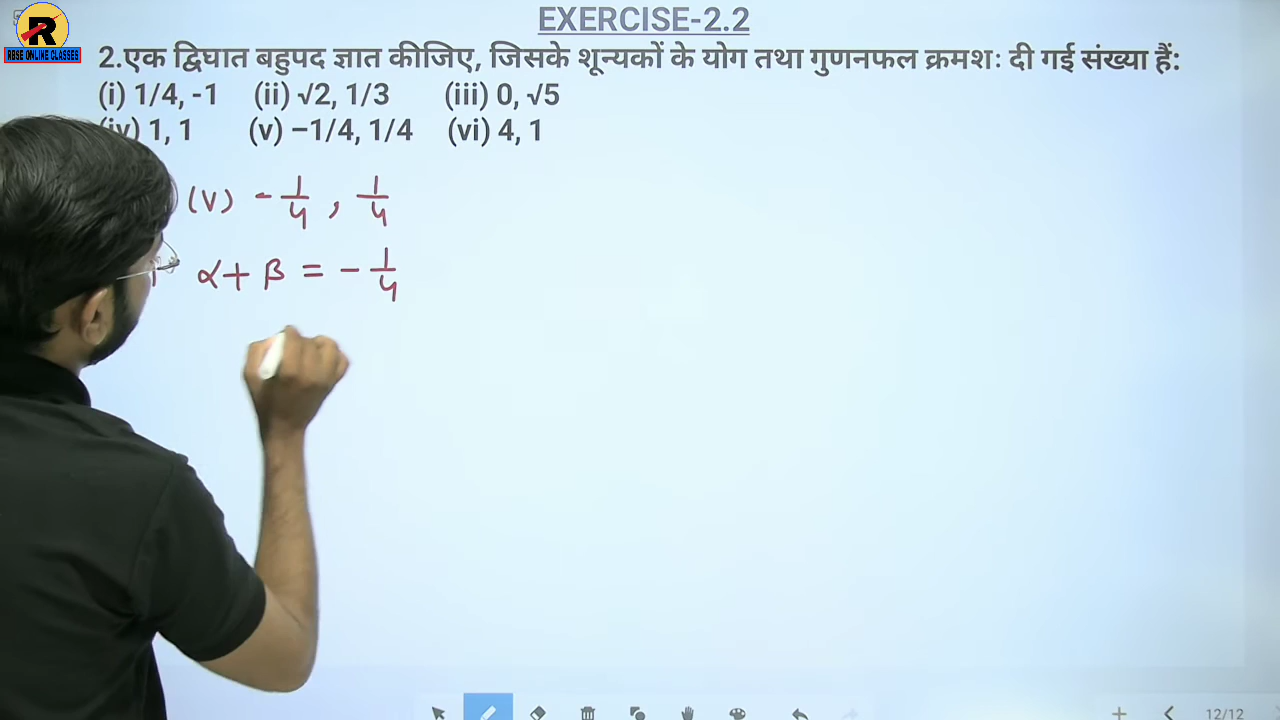 R
RBSE ONLINE CLASSES
EXERCISE-2.2
2.एक द्विघात बहुपद ज्ञात कीजिए, जिसके शून्यकों के योग तथा गुणनफल क्रमशः दी गई संख्या हैं:
(i) 1/4, -1 (ii) √2, 1/3 (iii) 0, √5
(iv) 1, 1 (v) –1/4, 1/4 (vi) 4, 1
(V) - 1/4 , 1/4
α + β = - 1/4
12/12